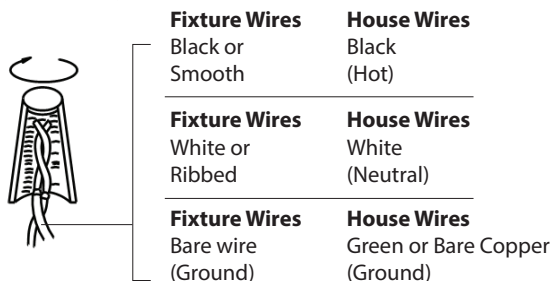 Fixture Wires House Wires
Black or Black
Smooth (Hot)
Fixture Wires House Wires
White or White
Ribbed (Neutral)
Fixture Wires House Wires
Bare wire Green or Bare Copper
(Ground) (Ground)